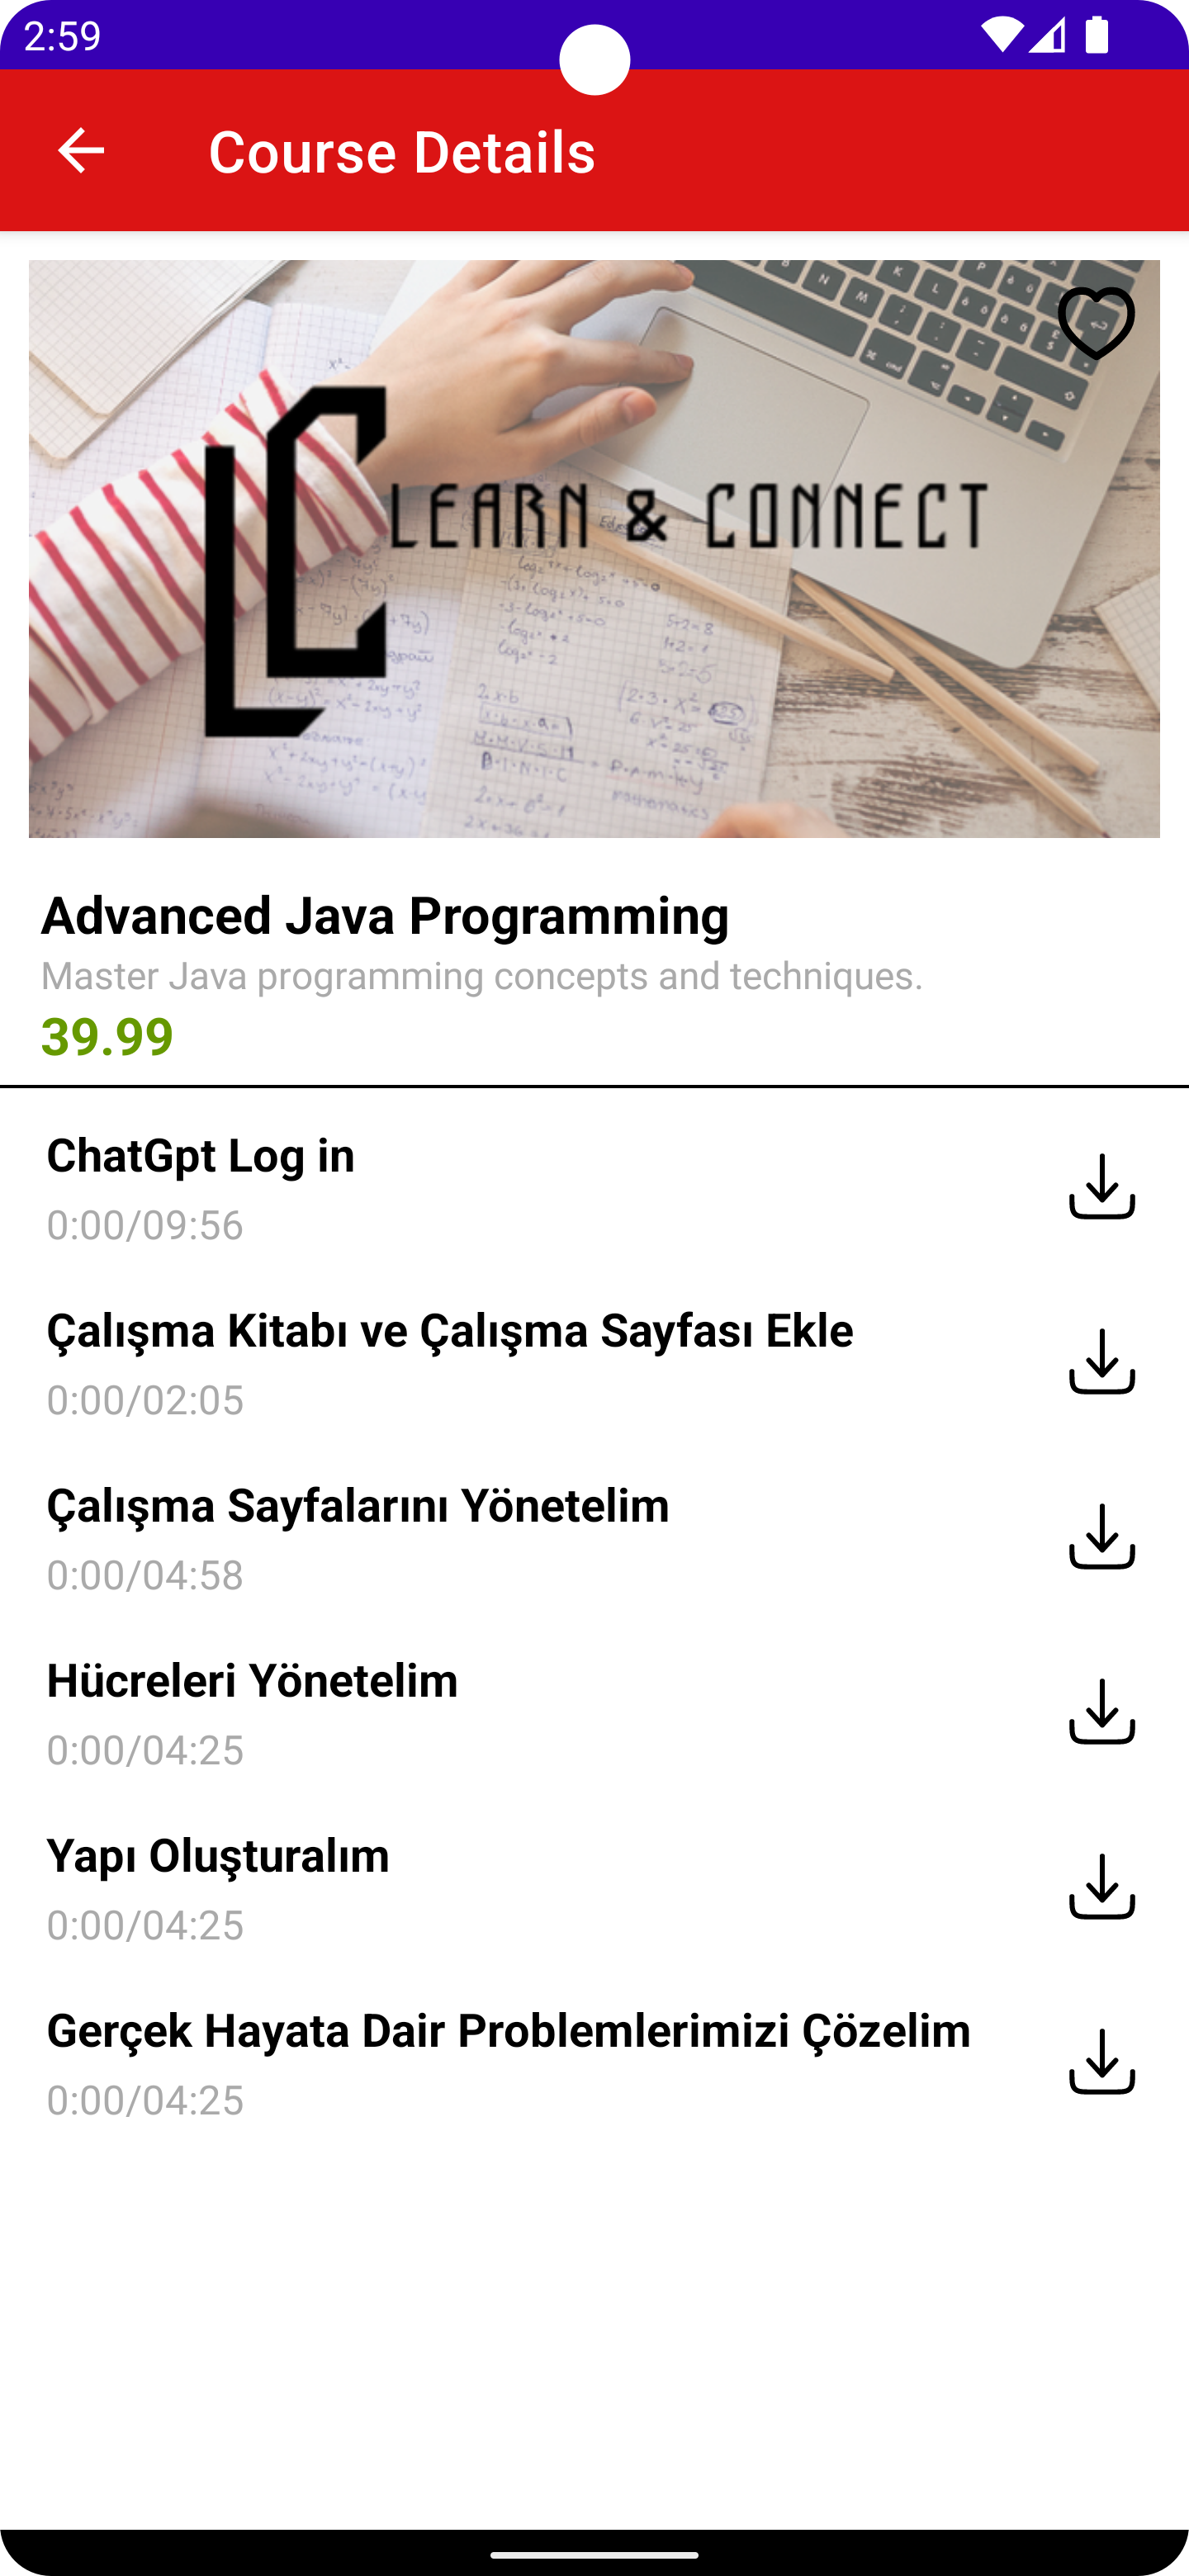 2:59
Course Details
LEARN & CONNECT
Advanced Java Programming
Master Java programming concepts and techniques.
39.99
ChatGpt Log in
0:00/09:56
Çalışma Kitabı ve Çalışma Sayfası Ekle
0:00/02:05
Çalışma Sayfalarını Yönetelim
0:00/04:58
Hücreleri Yönetelim
0:00/04:25
Yapı Oluşturalım
0:00/04:25
Gerçek Hayata Dair Problemlerimizi Çözelim
0:00/04:25